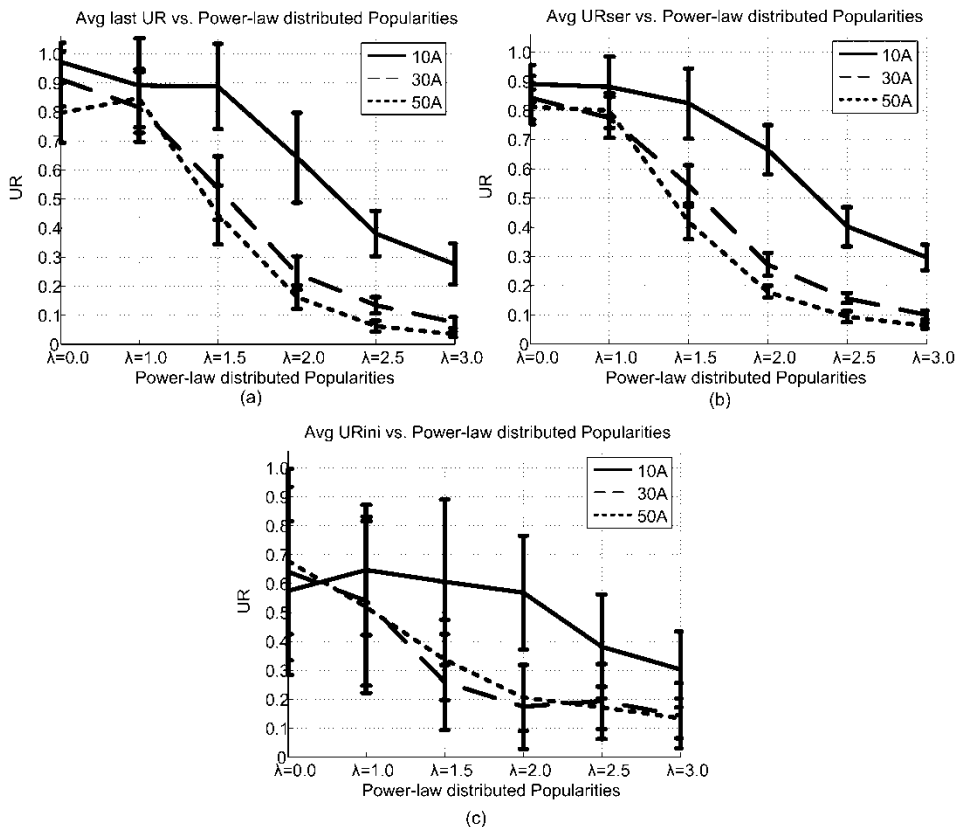 Avg last UR vs. Power-law distributed Popularities
1.0
0.9
0.8
0.7
0.6
0.5
0.4
0.3
0.2
0.1
0
UR
10A
30A
50A
λ=0.0 λ=1.0 λ=1.5 λ=2.0 λ=2.5 λ=3.0
Power-law distributed Popularities
(a)
Avg URser vs. Power-law distributed Popularities
1.0
0.9
0.8
0.7
0.6
0.5
0.4
0.3
0.2
0.1
0
UR
10A
30A
50A
λ=0.0 λ=1.0 λ=1.5 λ=2.0 λ=2.5 λ=3.0
Power-law distributed Popularities
(b)
Avg URini vs. Power-law distributed Popularities
1.0
0.9
0.8
0.7
0.6
0.5
0.4
0.3
0.2
0.1
0
UR
10A
30A
50A
λ=0.0 λ=1.0 λ=1.5 λ=2.0 λ=2.5 λ=3.0
Power-law distributed Popularities
(c)